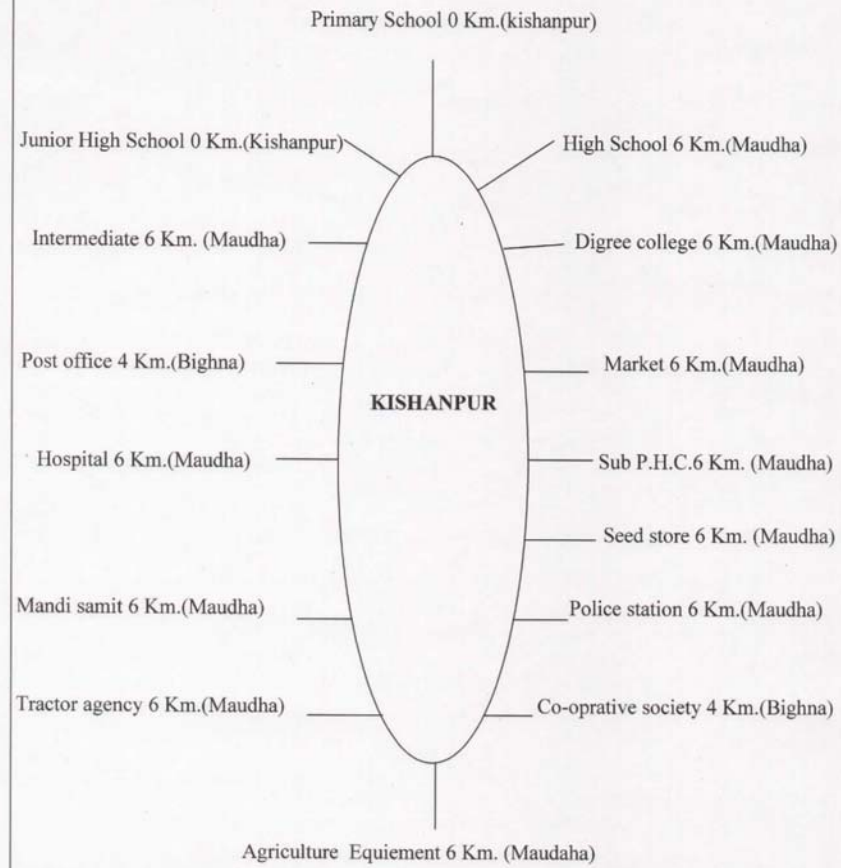 Primary School 0 Km.(kishanpur)
Junior High School 0 Km.(Kishanpur)
High School 6 Km.(Maudha)
Intermediate 6 Km. (Maudha)
Digree college 6 Km.(Maudha)
Post office 4 Km.(Bighna)
Market 6 Km.(Maudha)
KISHANPUR
Hospital 6 Km.(Maudha)
Sub P.H.C.6 Km. (Maudha)
Seed store 6 Km. (Maudha)
Mandi samit 6 Km.(Maudha)
Police station 6 Km.(Maudha)
Tractor agency 6 Km.(Maudha)
Co-oprative society 4 Km.(Bighna)
Agriculture Equiement 6 Km. (Maudaha)